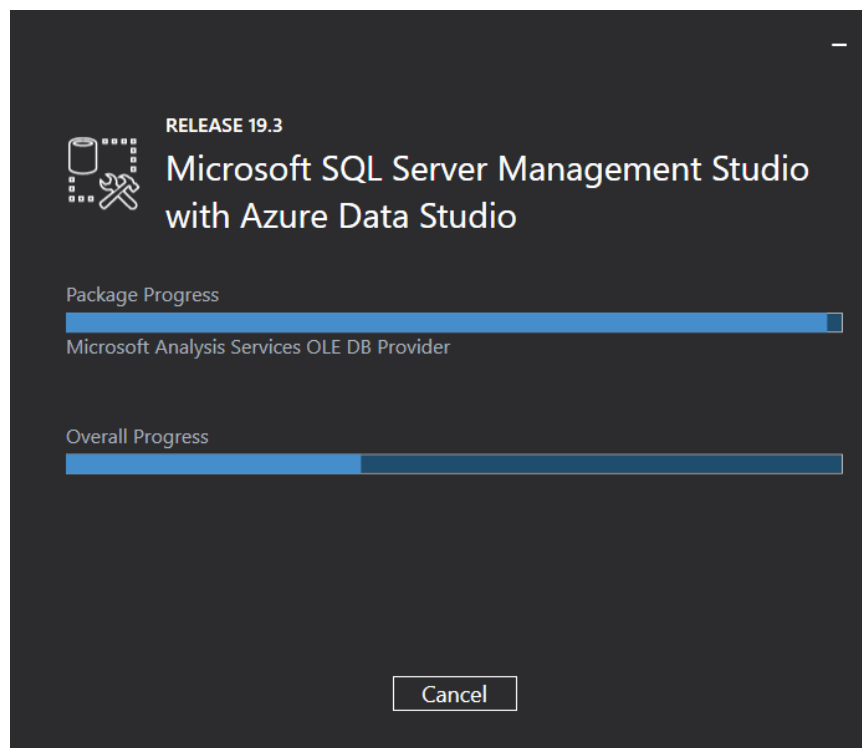 RELEASE 19.3
Microsoft SQL Server Management Studio
with Azure Data Studio
Package Progress
Microsoft Analysis Services OLE DB Provider
Overall Progress
Cancel